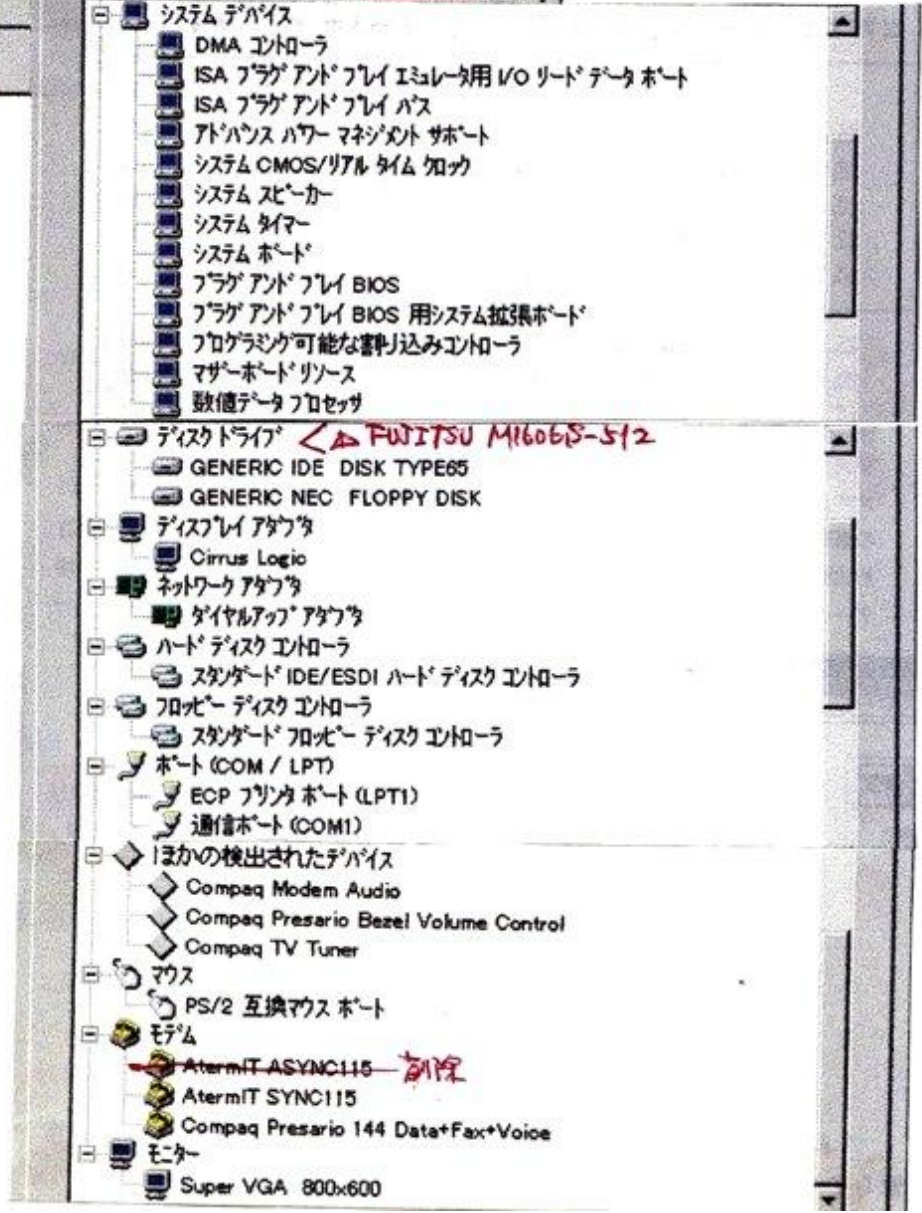 システム デバイス
DMA コントローラ
ISA プラグ アンド プレイ エミュレータ用 I/O リード データ ポート
ISA プラグ アンド プレイ バス
アドバンス パワー マネジメント サポート
システム CMOS/リアル タイム クロック
システム スピーカー
システム タイマー
システム ボード
プラグ アンド プレイ BIOS
プラグ アンド プレイ BIOS 用システム拡張ボード
プログラミング可能な割り込みコントローラ
マザーボード リソース
数値データ プロセッサ
ディスク ドライブ FUJITSU M1606S-512
GENERIC IDE DISK TYPE65
GENERIC NEC FLOPPY DISK
ディスプレイ アダプタ
Cirrus Logic
ネットワーク アダプタ
ダイヤルアップ アダプタ
ハード ディスク コントローラ
スタンダード IDE/ESDI ハード ディスク コントローラ
フロッピー ディスク コントローラ
スタンダード フロッピー ディスク コントローラ
ポート (COM / LPT)
ECP プリンタ ポート (LPT1)
通信ポート (COM1)
ほかの検出されたデバイス
Compaq Modem Audio
Compaq Presario Bezel Volume Control
Compaq TV Tuner
マウス
PS/2 互換マウス ポート
モデム
AtermIT ASYNC115 削除
AtermIT SYNC115
Compaq Presario 144 Data+Fax+Voice
モニター
Super VGA 800x600